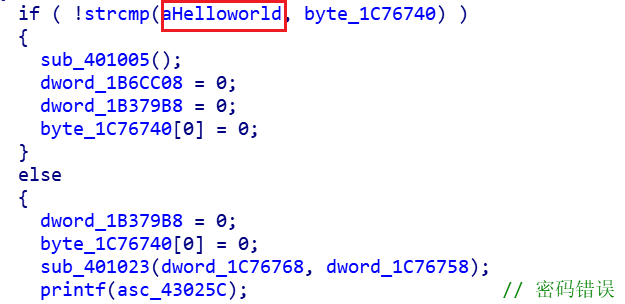 if ( !strcmp(aHelloworld, byte_1C76740) )
{
sub_401005();
dword_1B6CC08 = 0;
dword_1B379B8 = 0;
byte_1C76740[0] = 0;
}
else
{
dword_1B379B8 = 0;
byte_1C76740[0] = 0;
sub_401023(dword_1C76768, dword_1C76758);
printf(asc_43025C); // 密码错误